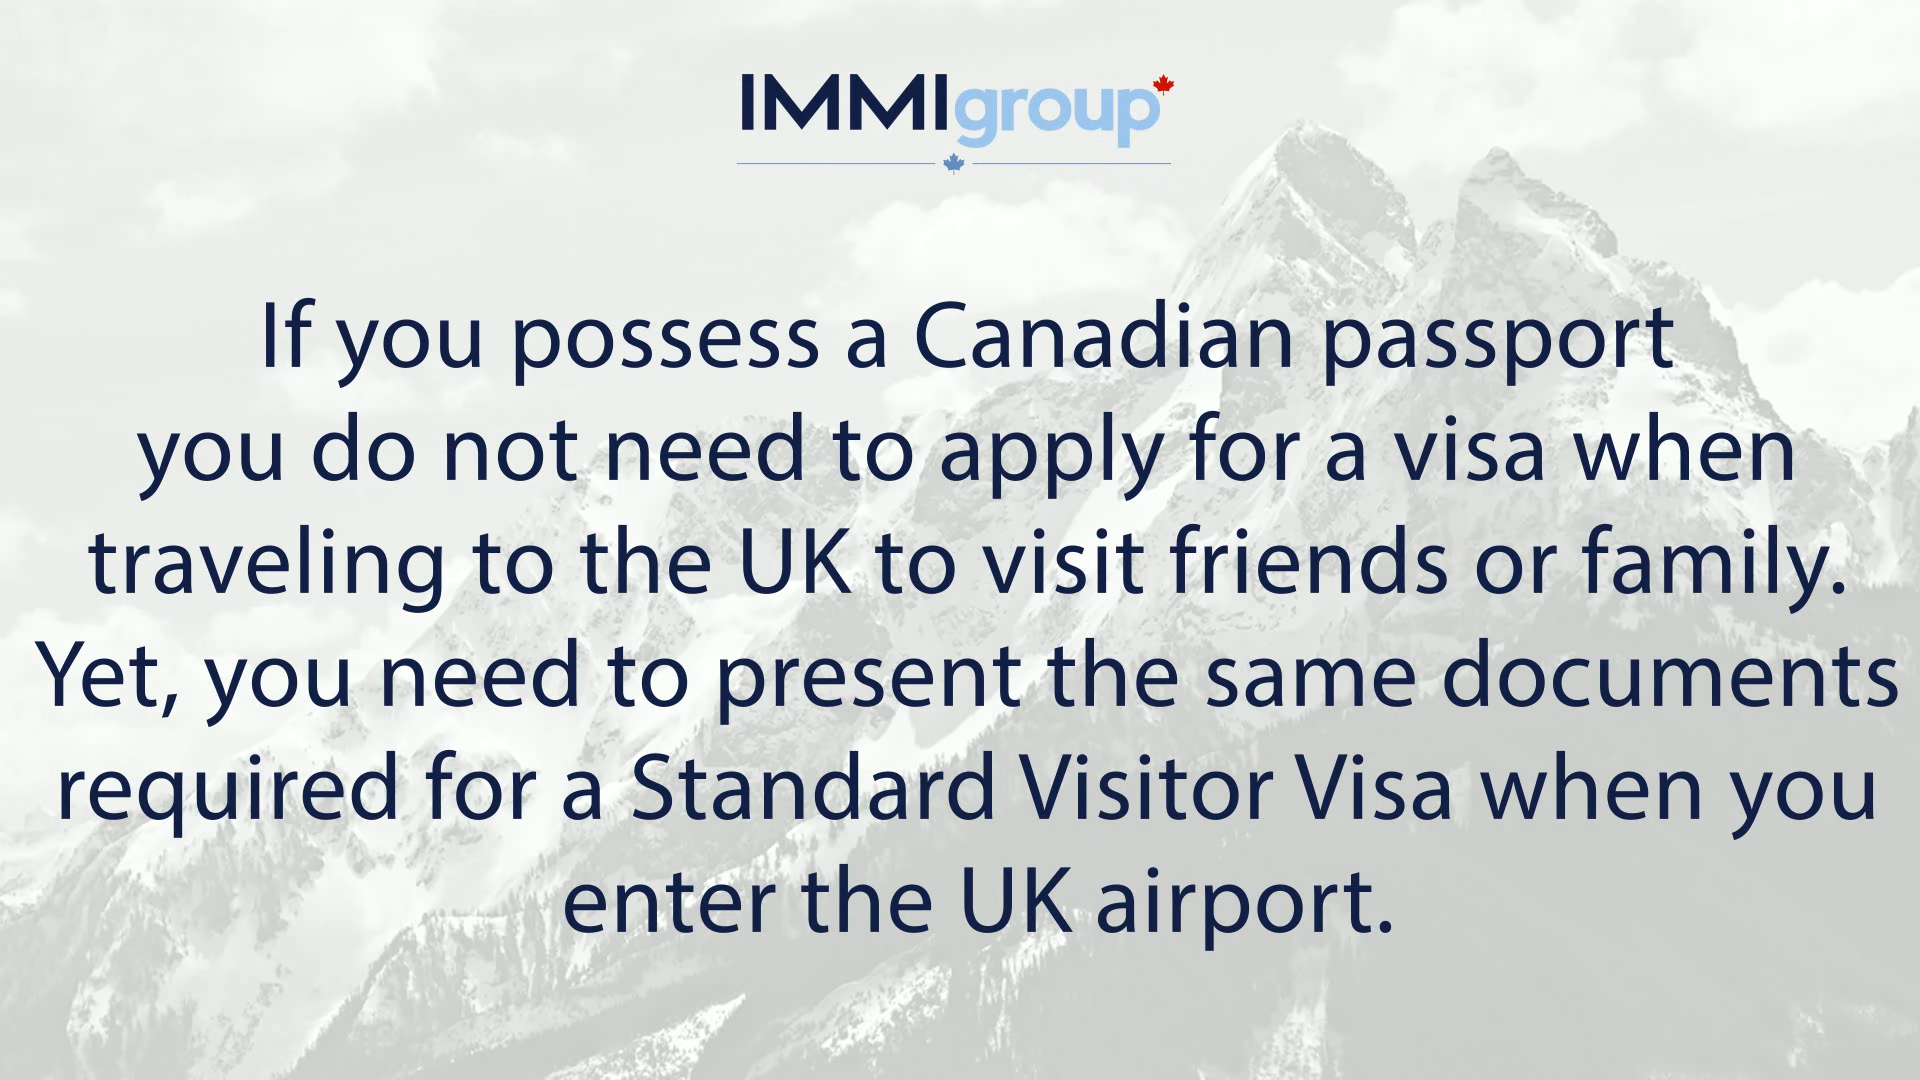 IMMIgroup
If you possess a Canadian passport
you do not need to apply for a visa when
traveling to the UK to visit friends or family.
Yet, you need to present the same documents
required for a Standard Visitor Visa when you
enter the UK airport.